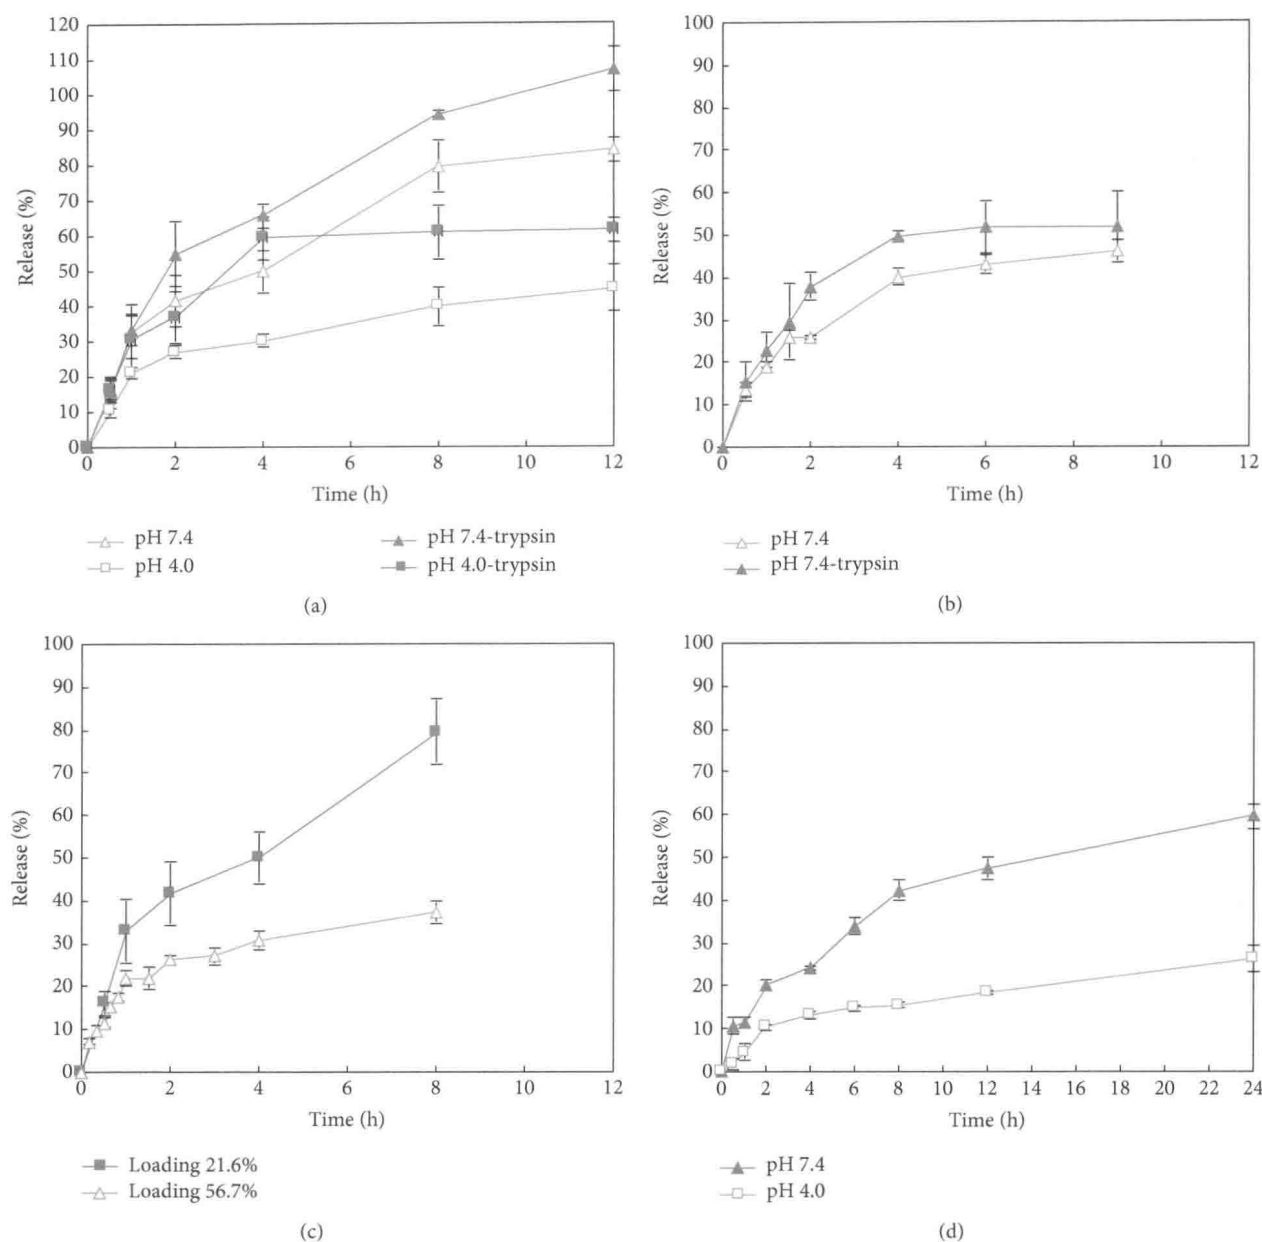 120
110
100
90
80
70
60
50
40
30
20
10
0
Release (%)
0 2 4 6 8 10 12
Time (h)
pH 7.4 pH 7.4-trypsin
pH 4.0 pH 4.0-trypsin
(a)
100
90
80
70
60
50
40
30
20
10
0
Release (%)
0 2 4 6 8 10 12
Time (h)
pH 7.4
pH 7.4-trypsin
(b)
100
90
80
70
60
50
40
30
20
10
0
Release (%)
0 2 4 6 8 10 12
Time (h)
Loading 21.6%
Loading 56.7%
(c)
100
90
80
70
60
50
40
30
20
10
0
Release (%)
0 2 4 6 8 10 12 14 16 18 20 22 24
Time (h)
pH 7.4
pH 4.0
(d)